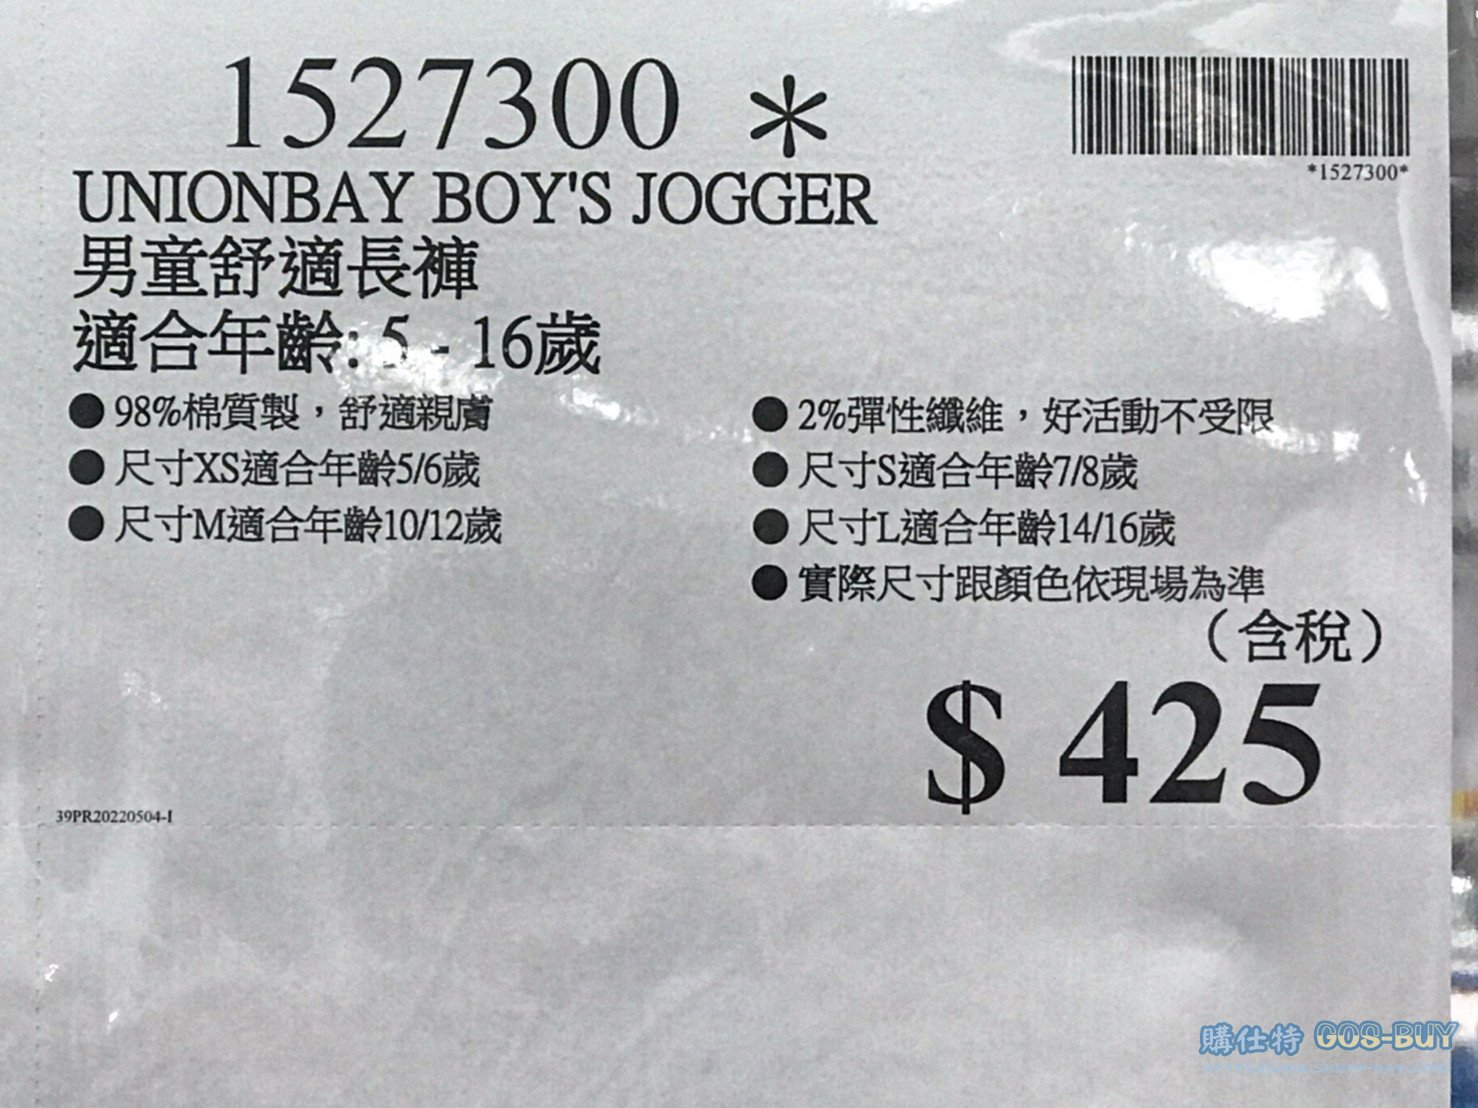 1527300 *
*1527300*
UNIONBAY BOY'S JOGGER
男童舒適長褲
適合年齡: 5 - 16歲
●98%棉質製，舒適親膚
●2%彈性纖維，好活動不受限
●尺寸XS適合年齡5/6歲
●尺寸S適合年齡7/8歲
●尺寸M適合年齡10/12歲
●尺寸L適合年齡14/16歲
●實際尺寸跟顏色依現場為準
（含稅）
$ 425
39PR20220504-I
購仕特 GOS-BUY